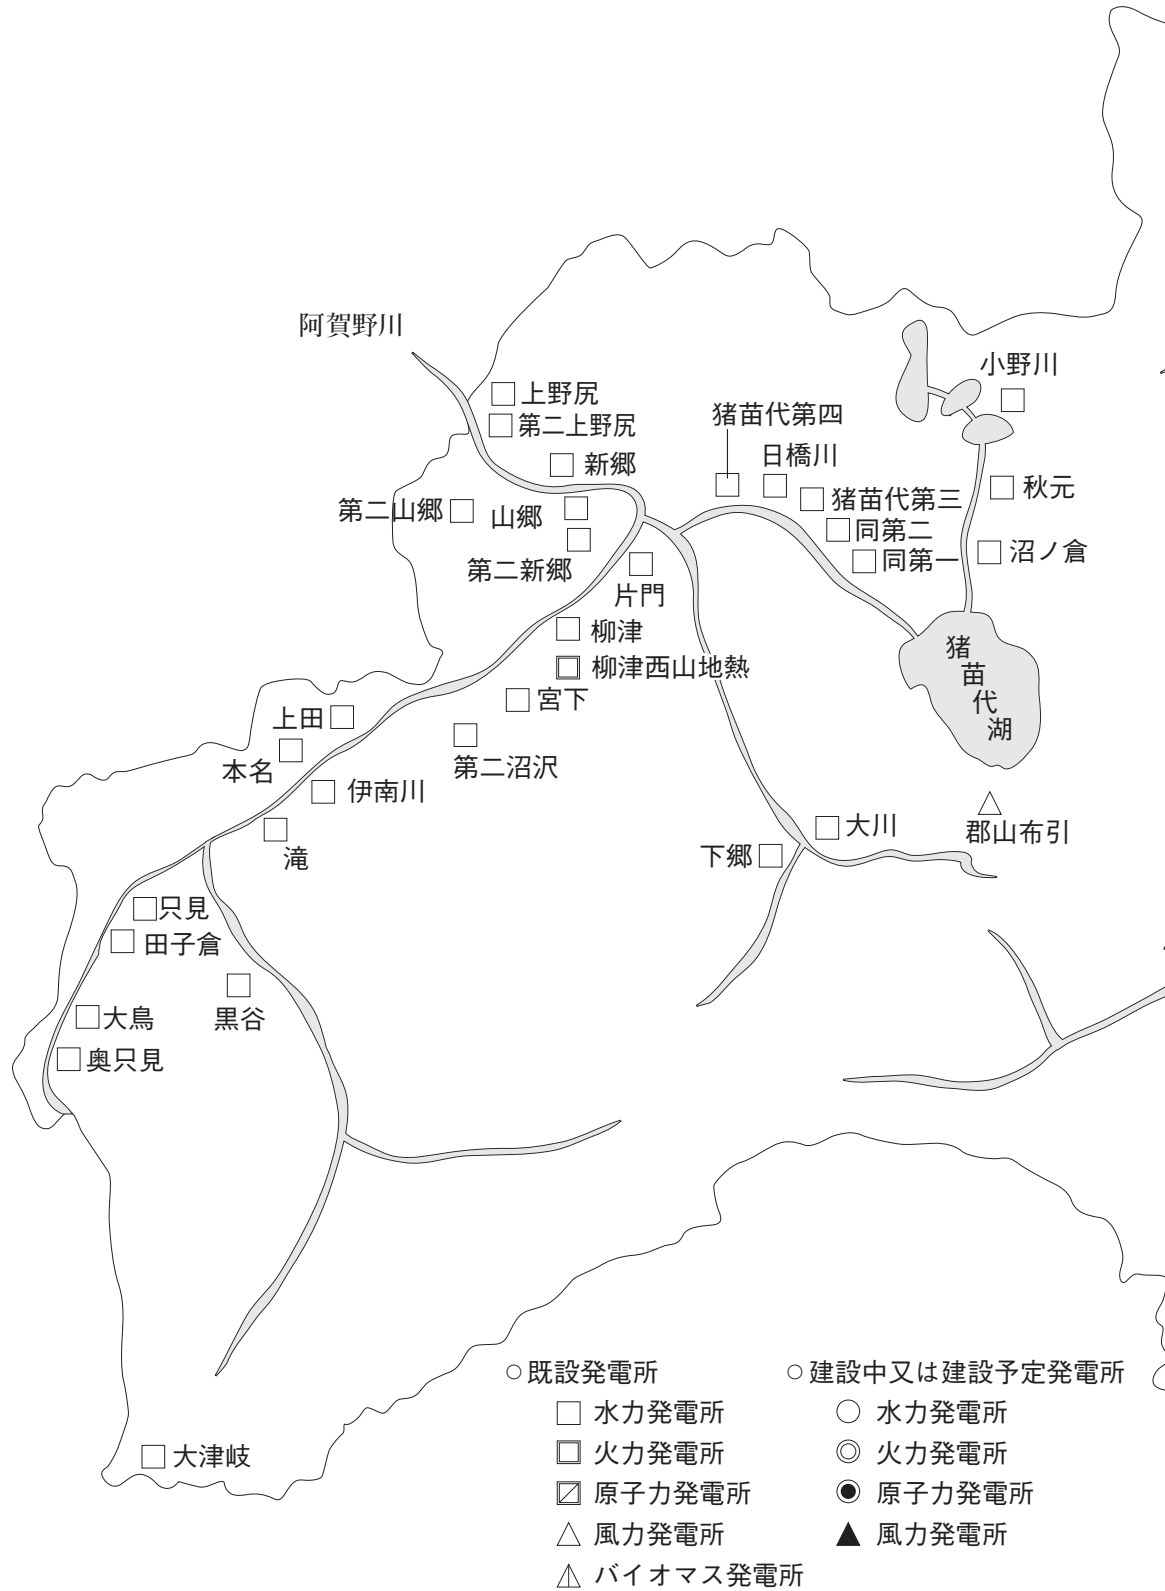 阿賀野川
小野川
上野尻
第二上野尻
猪苗代第四
日橋川
新郷
猪苗代第三
秋元
第二山郷
山郷
同第二
沼ノ倉
同第一
第二新郷
片門
柳津
柳津西山地熱
猪苗代湖
宮下
上田
第二沼沢
本名
伊南川
郡山布引
大川
下郷
滝
只見
田子倉
大鳥
黒谷
奥只見
大津岐
○既設発電所
水力発電所
火力発電所
原子力発電所
風力発電所
バイオマス発電所
○建設中又は建設予定発電所
水力発電所
火力発電所
原子力発電所
風力発電所